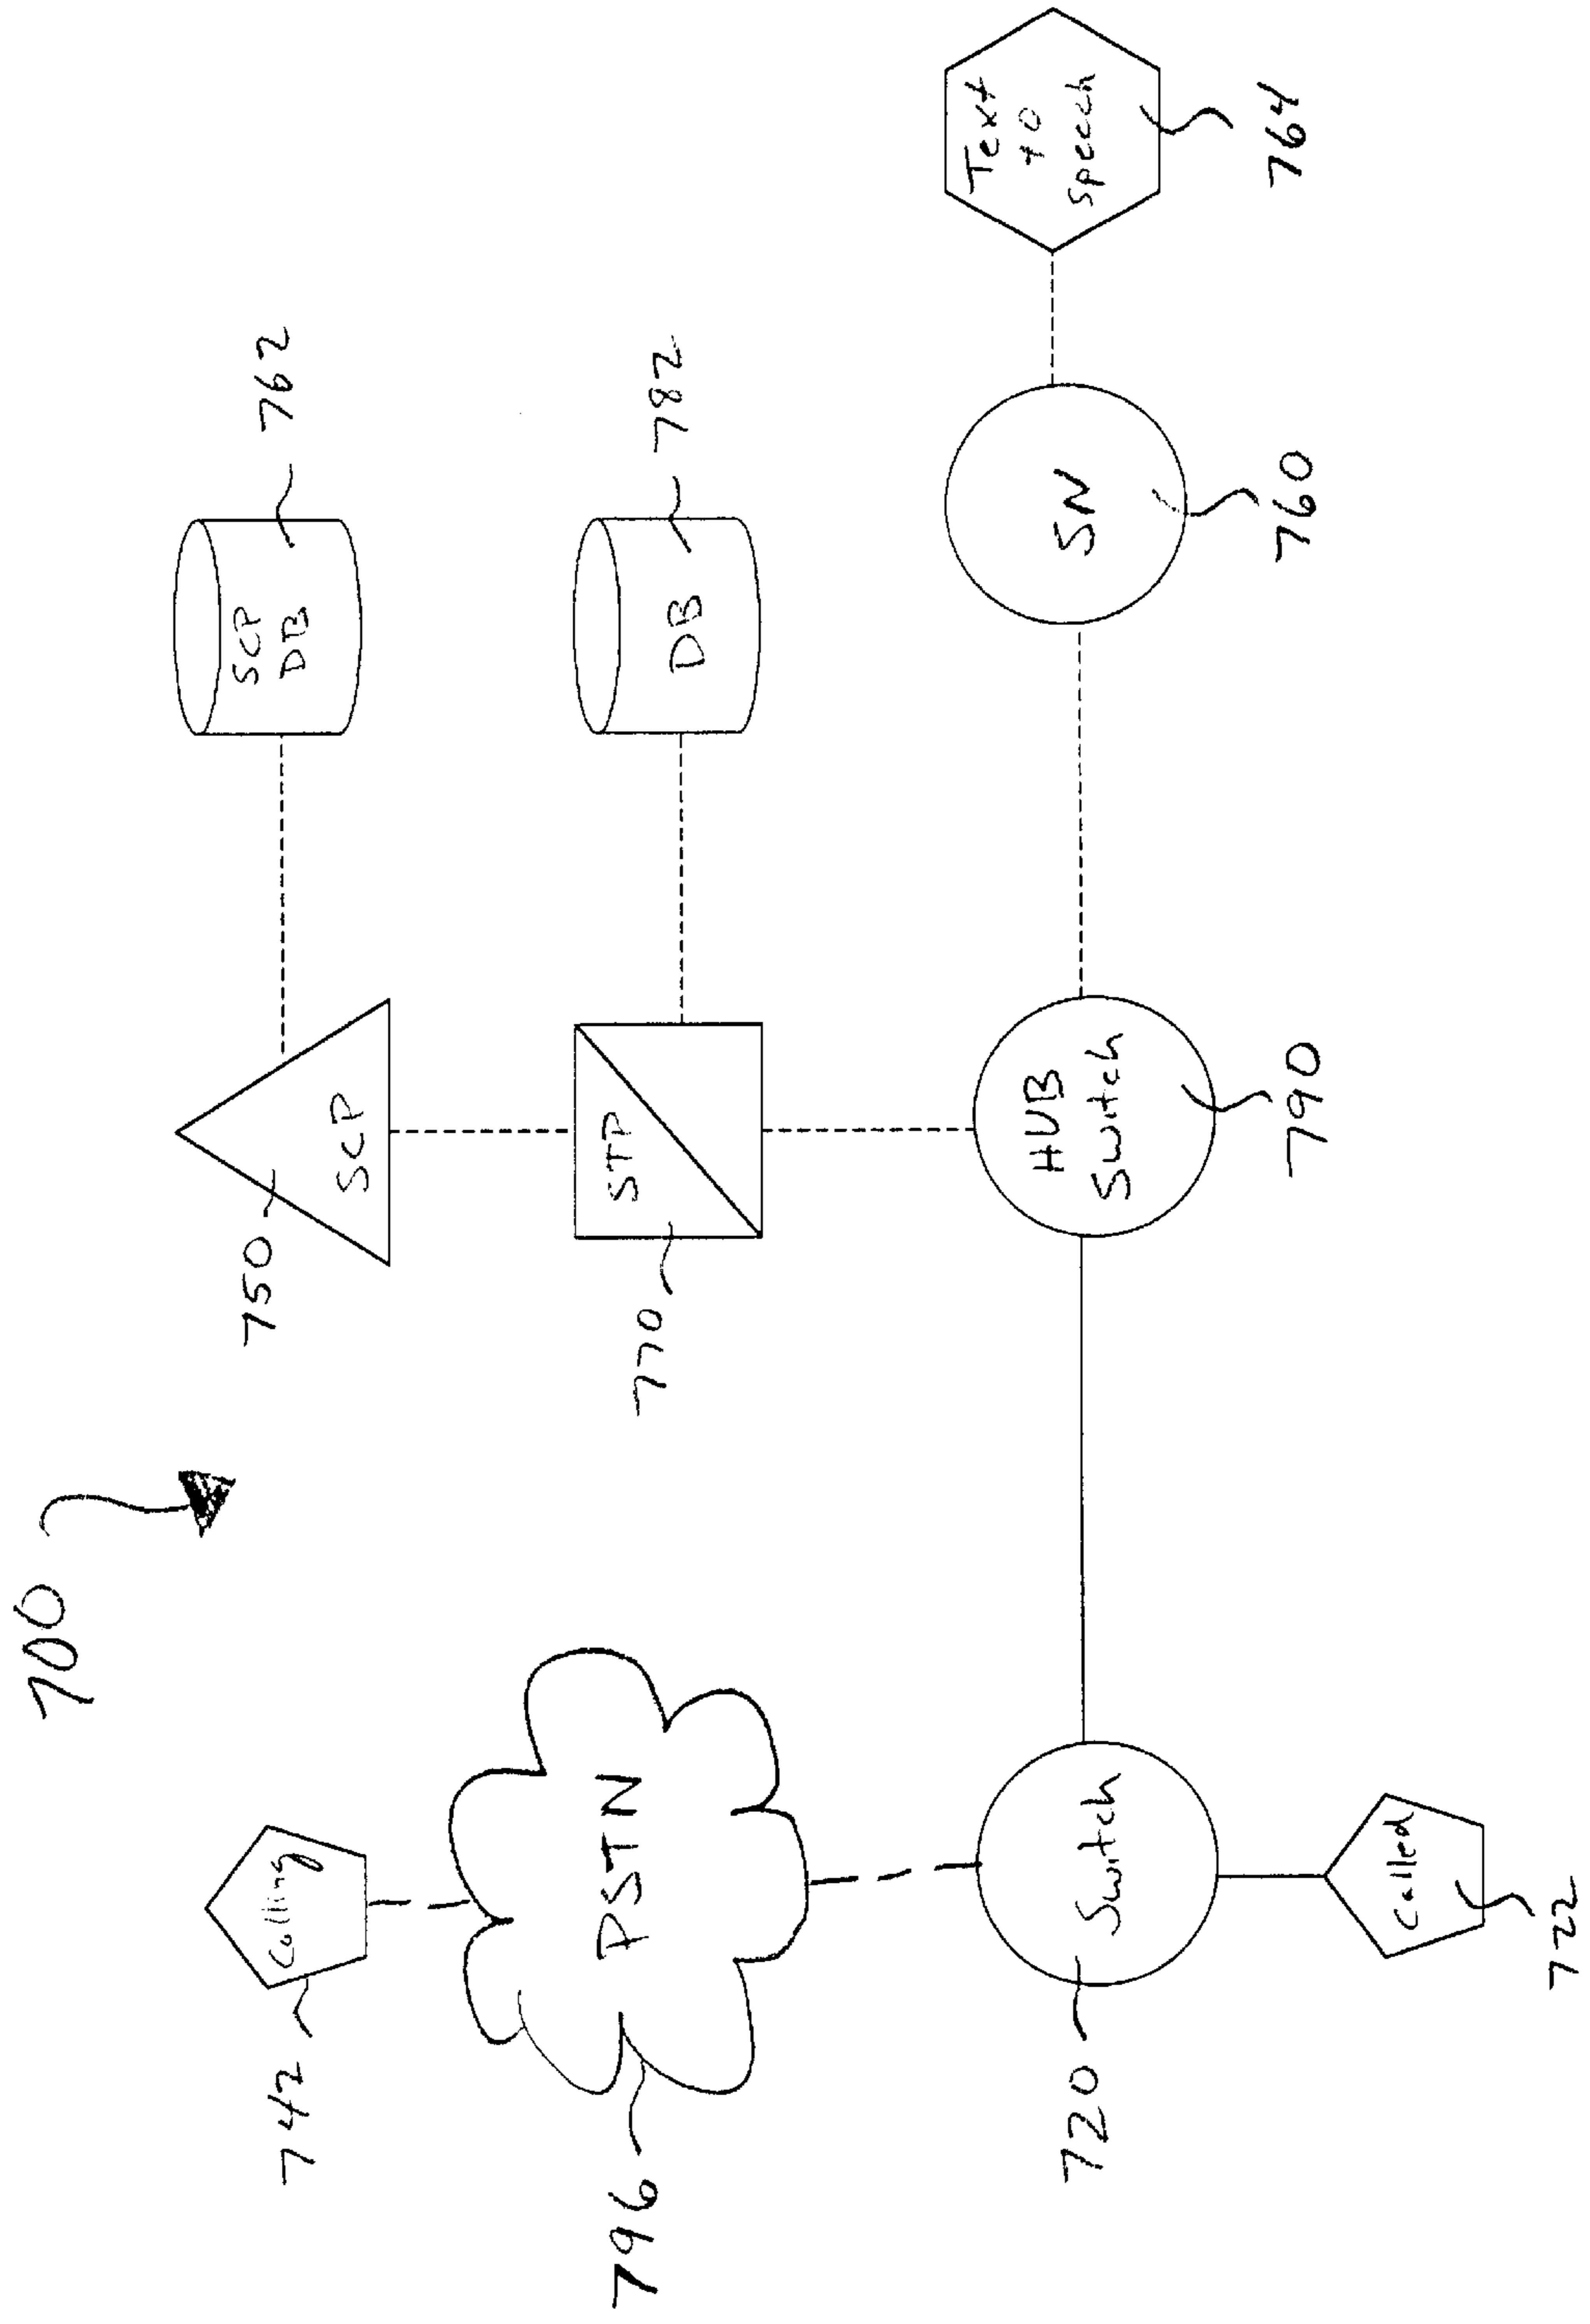 700
742
Calling
750
SCP
SCP
DB
762
796
PSTN
770
STP
DB
782
720
Switch
HUB
Switch
790
SN
760
Text
to
speech
764
Called
722